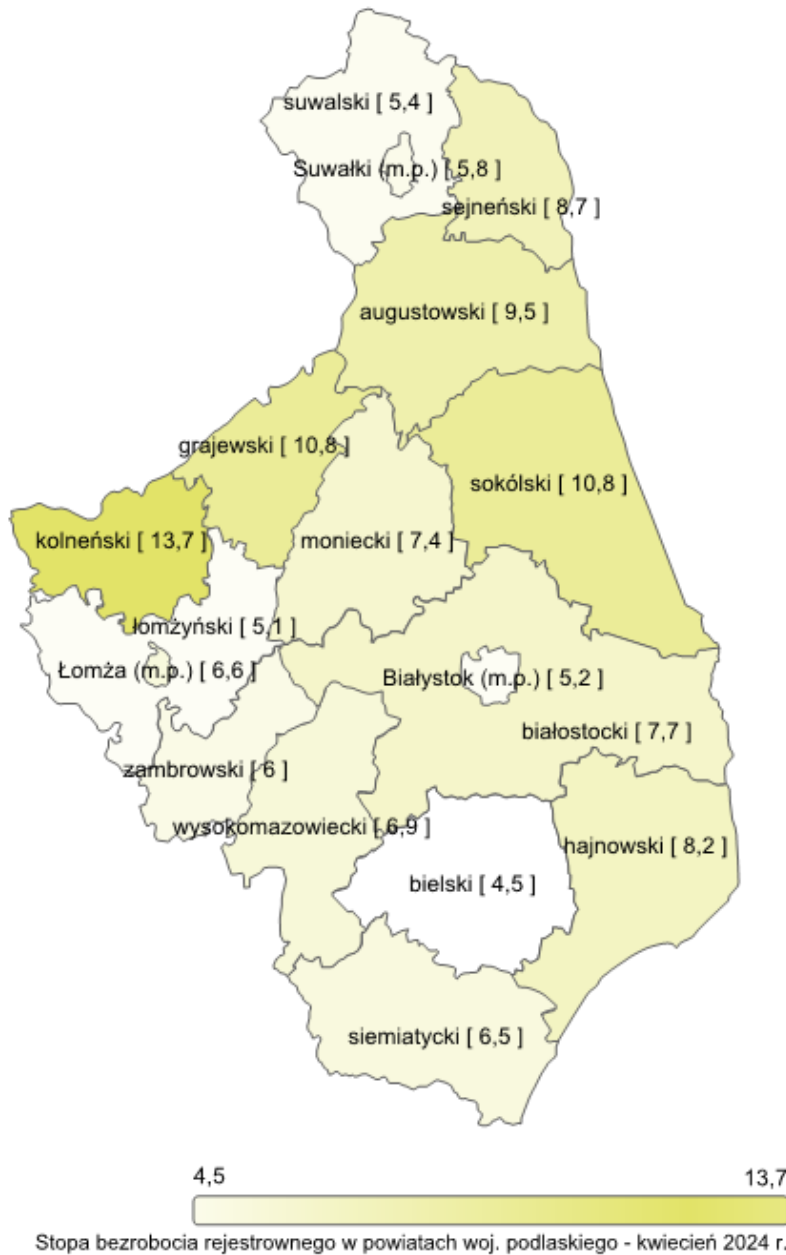 suwalski [ 5,4 ]
Suwałki (m.p.) [ 5,8 ]
sejneński [ 8,7 ]
augustowski [ 9,5 ]
grajewski [ 10,8 ]
sokólski [ 10,8 ]
kolneński [ 13,7 ]
moniecki [ 7,4 ]
łomżyński [ 5,1 ]
Łomża (m.p.) [ 6,6 ]
Białystok (m.p.) [ 5,2 ]
białostocki [ 7,7 ]
zambrowski [ 6 ]
wysokomazowiecki [ 6,9 ]
hajnowski [ 8,2 ]
bielski [ 4,5 ]
siemiatycki [ 6,5 ]
4,5
13,7
Stopa bezrobocia rejestrownego w powiatach woj. podlaskiego - kwiecień 2024 r.